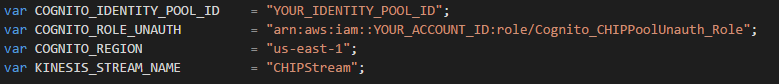 var COGNITO_IDENTITY_POOL_ID    = "YOUR_IDENTITY_POOL_ID";
var COGNITO_ROLE_UNAUTH         = "arn:aws:iam::YOUR_ACCOUNT_ID:role/Cognito_CHIPPoolUnauth_Role";
var COGNITO_REGION              = "us-east-1";
var KINESIS_STREAM_NAME         = "CHIPStream";